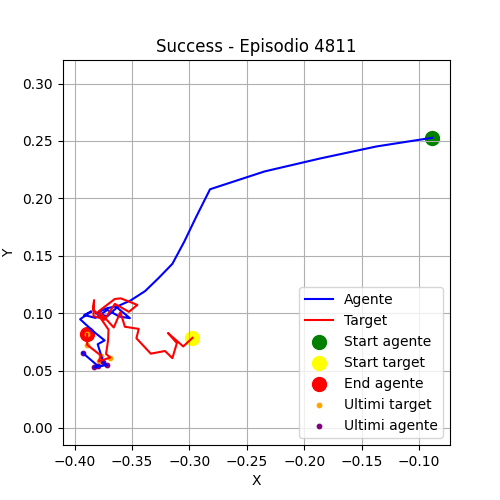 Success - Episodio 4811
0.30
0.25
0.20
0.15
0.10
0.05
0.00
Y
−0.40 −0.35 −0.30 −0.25 −0.20 −0.15 −0.10
X
Agente
Target
Start agente
Start target
End agente
Ultimi target
Ultimi agente